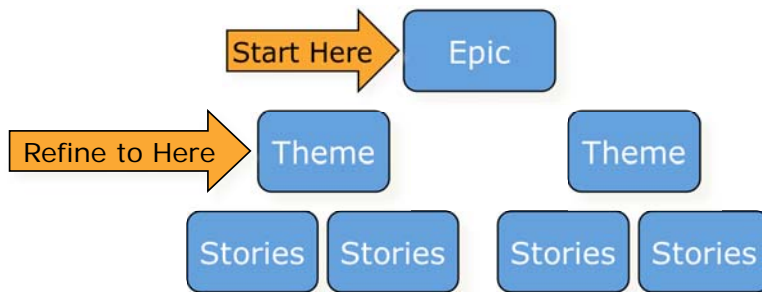 Start Here
Epic
Refine to Here
Theme
Theme
Stories
Stories
Stories
Stories